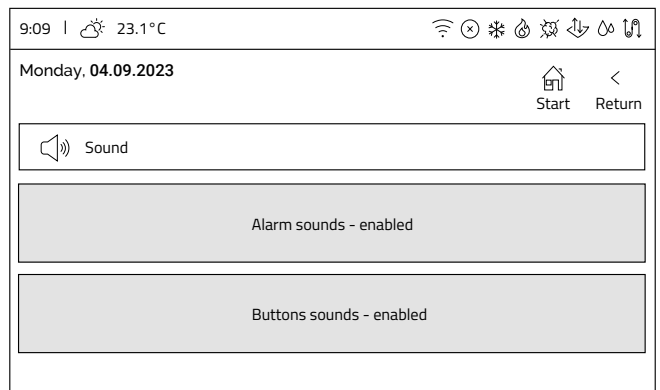 9:09 | 23.1°C
Monday, 04.09.2023
Start Return
Sound
Alarm sounds - enabled
Buttons sounds - enabled